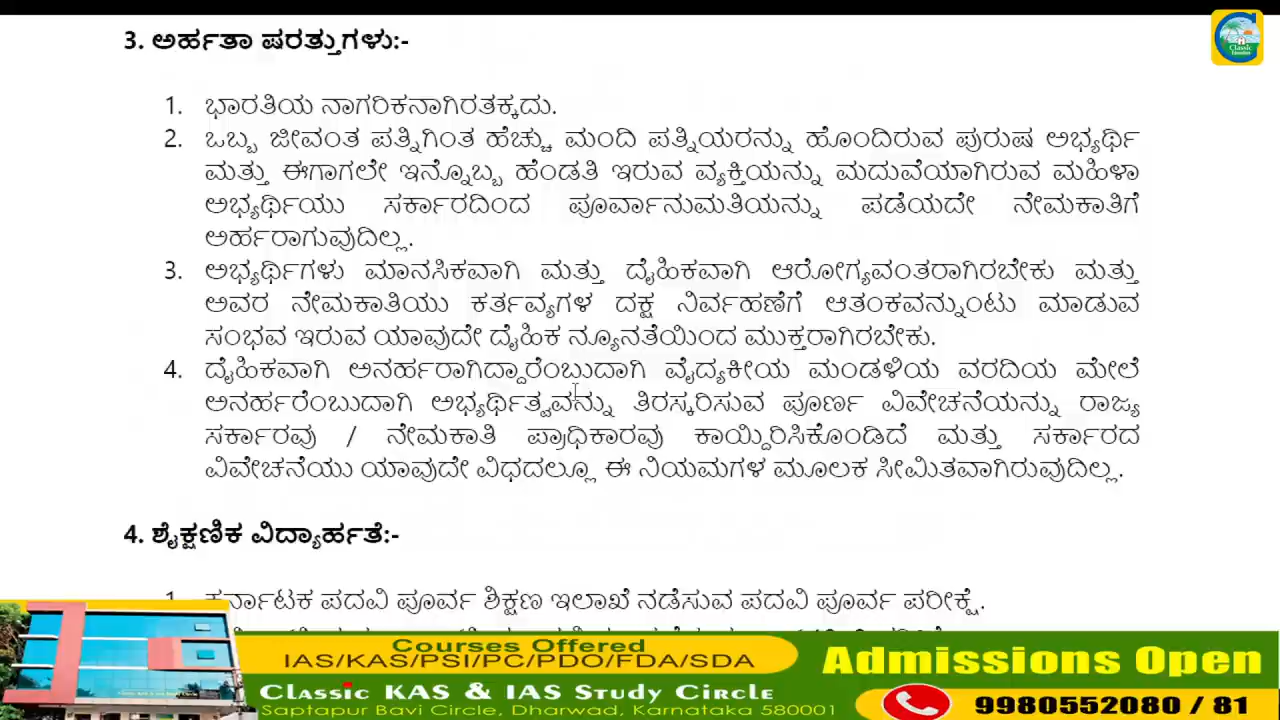 3. ಅರ್ಹತಾ ಷರತ್ತುಗಳು:-
1. ಭಾರತಿಯ ನಾಗರಿಕನಾಗಿರತಕ್ಕದು.
2. ಒಬ್ಬ ಜೀವಂತ ಪತ್ನಿಗಿಂತ ಹೆಚ್ಚು ಮಂದಿ ಪತ್ನಿಯರನ್ನು ಹೊಂದಿರುವ ಪುರುಷ ಅಭ್ಯರ್ಥಿ
ಮತ್ತು ಈಗಾಗಲೇ ಇನ್ನೊಬ್ಬ ಹೆಂಡತಿ ಇರುವ ವ್ಯಕ್ತಿಯನ್ನು ಮದುವೆಯಾಗಿರುವ ಮಹಿಳಾ
ಅಭ್ಯರ್ಥಿಯು ಸರ್ಕಾರದಿಂದ ಪೂರ್ವಾನುಮತಿಯನ್ನು ಪಡೆಯದೇ ನೇಮಕಾತಿಗೆ
ಅರ್ಹರಾಗುವುದಿಲ್ಲ.
3. ಅಭ್ಯರ್ಥಿಗಳು ಮಾನಸಿಕವಾಗಿ ಮತ್ತು ದೈಹಿಕವಾಗಿ ಆರೋಗ್ಯವಂತರಾಗಿರಬೇಕು ಮತ್ತು
ಅವರ ನೇಮಕಾತಿಯು ಕರ್ತವ್ಯಗಳ ದಕ್ಷ ನಿರ್ವಹಣೆಗೆ ಆತಂಕವನ್ನುಂಟು ಮಾಡುವ
ಸಂಭವ ಇರುವ ಯಾವುದೇ ದೈಹಿಕ ನ್ಯೂನತೆಯಿಂದ ಮುಕ್ತರಾಗಿರಬೇಕು.
4. ದೈಹಿಕವಾಗಿ ಅನರ್ಹರಾಗಿದ್ದಾರೆಂಬುದಾಗಿ ವೈದ್ಯಕೀಯ ಮಂಡಳಿಯ ವರದಿಯ ಮೇಲೆ
ಅನರ್ಹರೆಂಬುದಾಗಿ ಅಭ್ಯರ್ಥಿತ್ವವನ್ನು ತಿರಸ್ಕರಿಸುವ ಪೂರ್ಣ ವಿವೇಚನೆಯನ್ನು ರಾಜ್ಯ
ಸರ್ಕಾರವು / ನೇಮಕಾತಿ ಪ್ರಾಧಿಕಾರವು ಕಾಯ್ದಿರಿಸಿಕೊಂಡಿದೆ ಮತ್ತು ಸರ್ಕಾರದ
ವಿವೇಚನೆಯು ಯಾವುದೇ ವಿಧದಲ್ಲೂ ಈ ನಿಯಮಗಳ ಮೂಲಕ ಸೀಮಿತವಾಗಿರುವುದಿಲ್ಲ.
4. ಶೈಕ್ಷಣಿಕ ವಿದ್ಯಾರ್ಹತೆ:-
1. ಕರ್ನಾಟಕ ಪದವಿ ಪೂರ್ವ ಶಿಕ್ಷಣ ಇಲಾಖೆ ನಡೆಸುವ ಪದವಿ ಪೂರ್ವ ಪರೀಕ್ಷೆ.
Courses Offered
IAS/KAS/PSI/PC/PDO/FDA/SDA
Classic KAS & IAS Study Circle
Saptapur Bavi Circle, Dharwad, Karnataka 580001
Admissions Open
9980552080 / 81
Classic